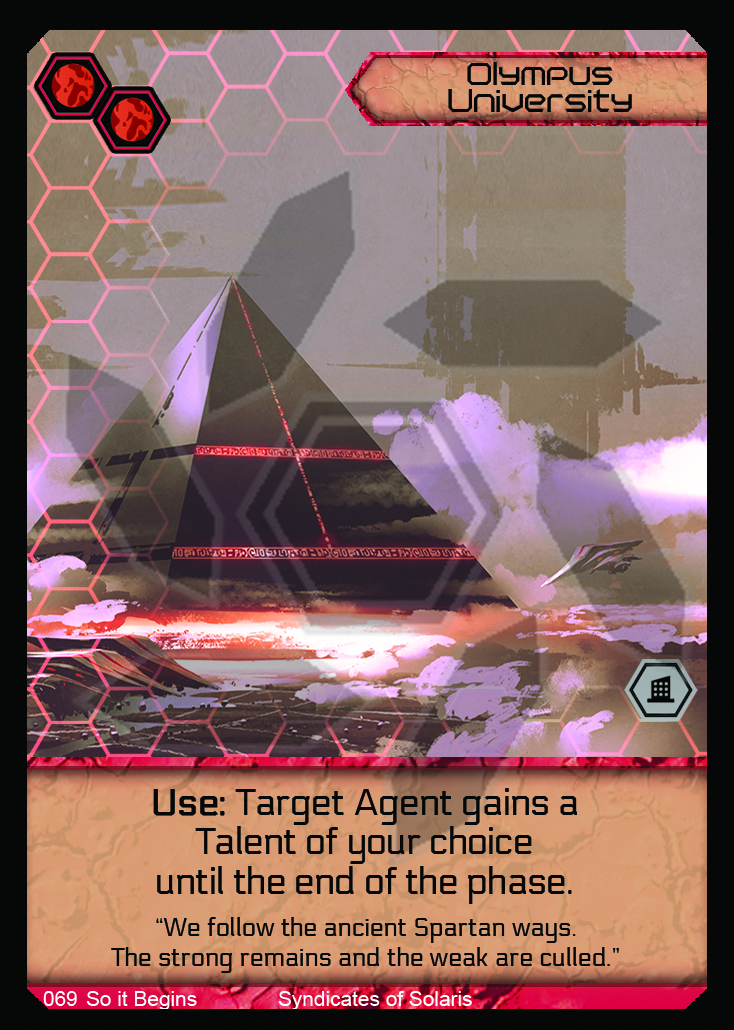 Olympus
University
Use: Target Agent gains a
Talent of your choice
until the end of the phase.
“We follow the ancient Spartan ways.
The strong remains and the weak are culled.”
069 So it Begins Syndicates of Solaris